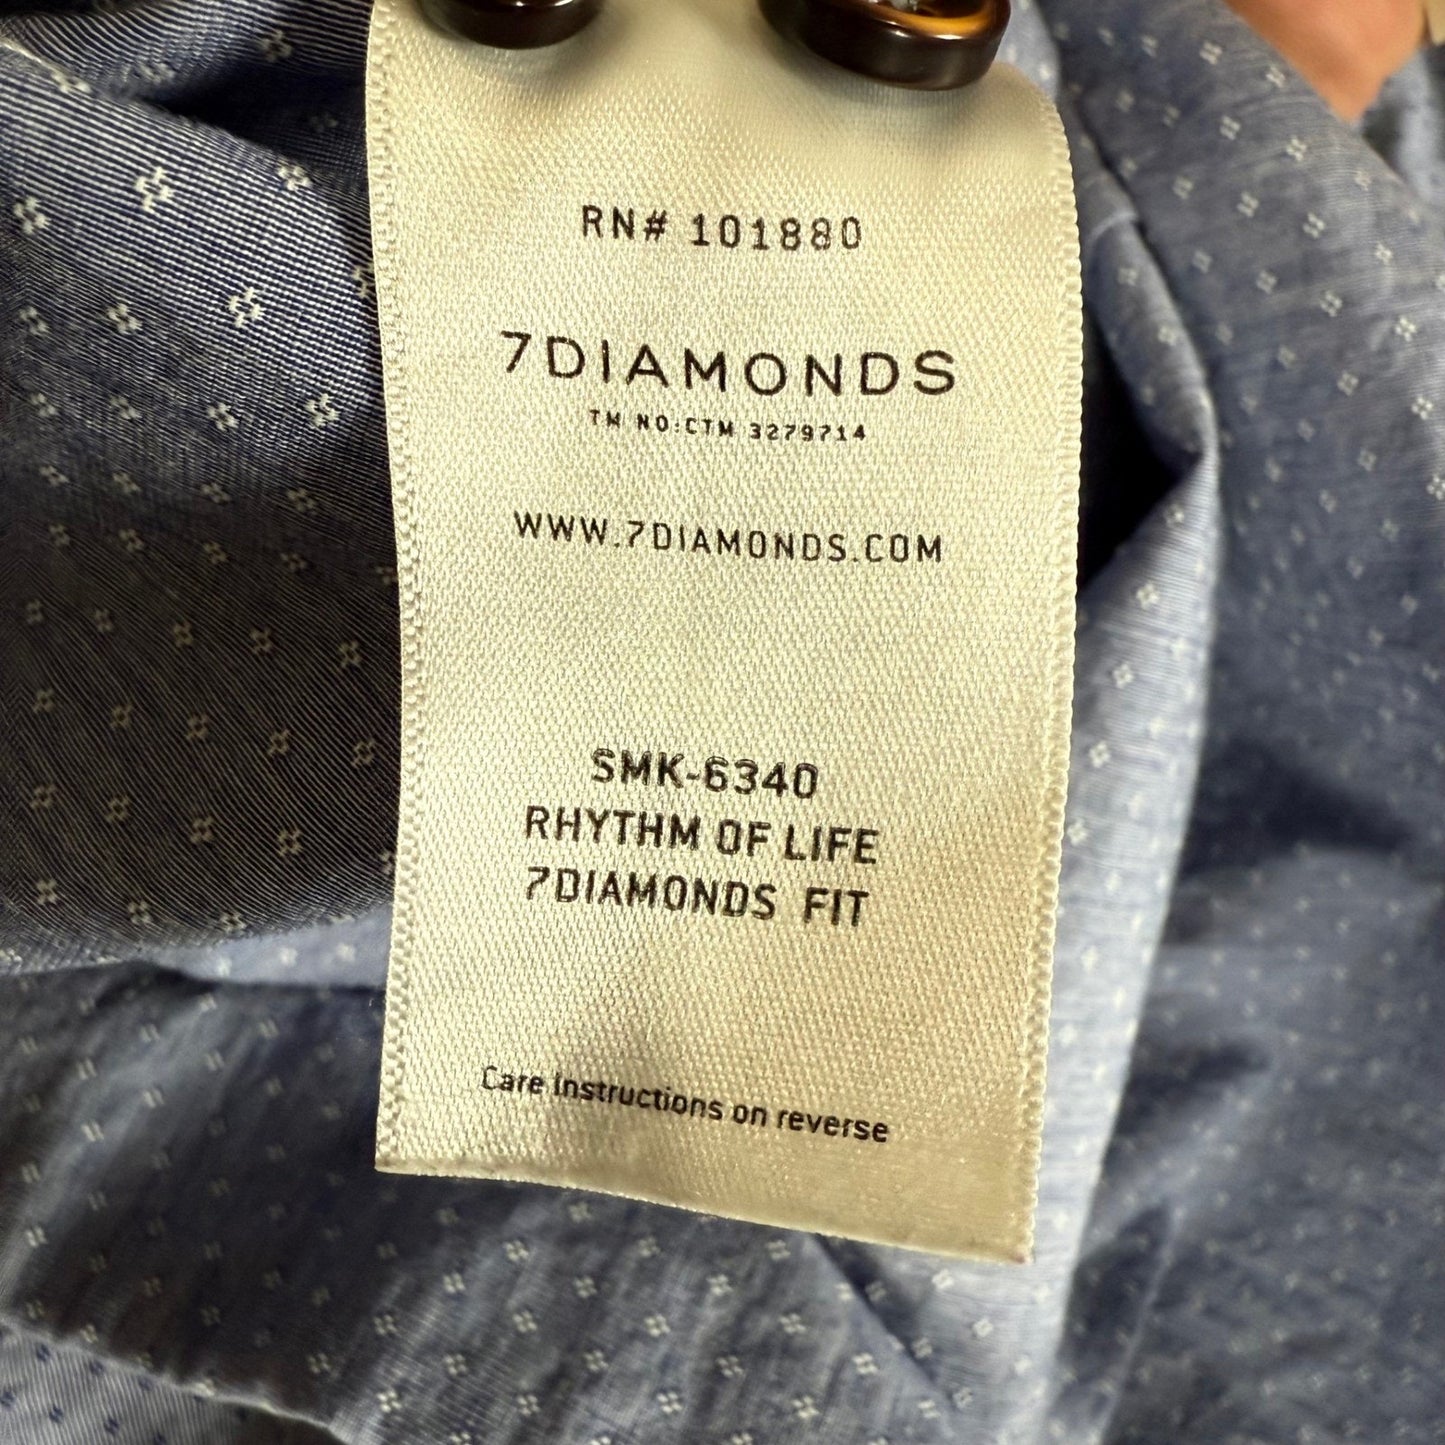 RN# 101880
7DIAMONDS
TM NO:CTM 3279714
WWW.7DIAMONDS.COM
SMK-6340
RHYTHM OF LIFE
7DIAMONDS FIT
Care instructions on reverse